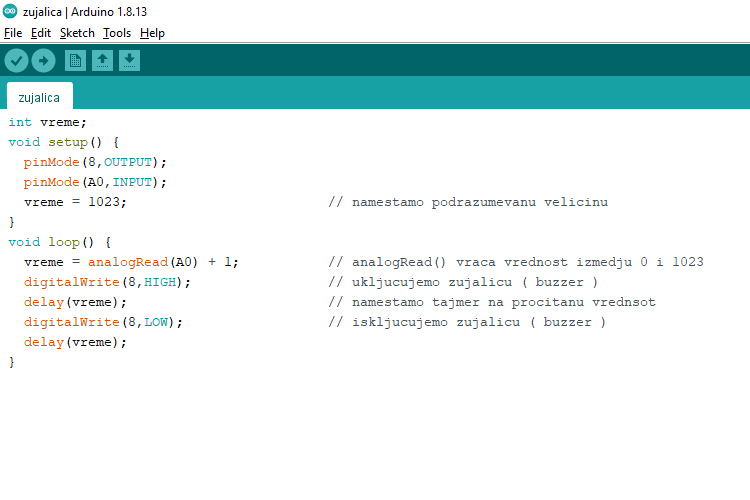 zujalica | Arduino 1.8.13
File Edit Sketch Tools Help
zujalica
int vreme;
void setup() {
  pinMode(8,OUTPUT);
  pinMode(A0,INPUT);
  vreme = 1023; // namestamo podrazumevanu velicinu
}
void loop() {
  vreme = analogRead(A0) + 1; // analogRead() vraca vrednost izmedju 0 i 1023
  digitalWrite(8,HIGH); // ukljucujemo zujalicu ( buzzer )
  delay(vreme); // namestamo tajmer na procitanu vrednsot
  digitalWrite(8,LOW); // iskljucujemo zujalicu ( buzzer )
  delay(vreme);
}